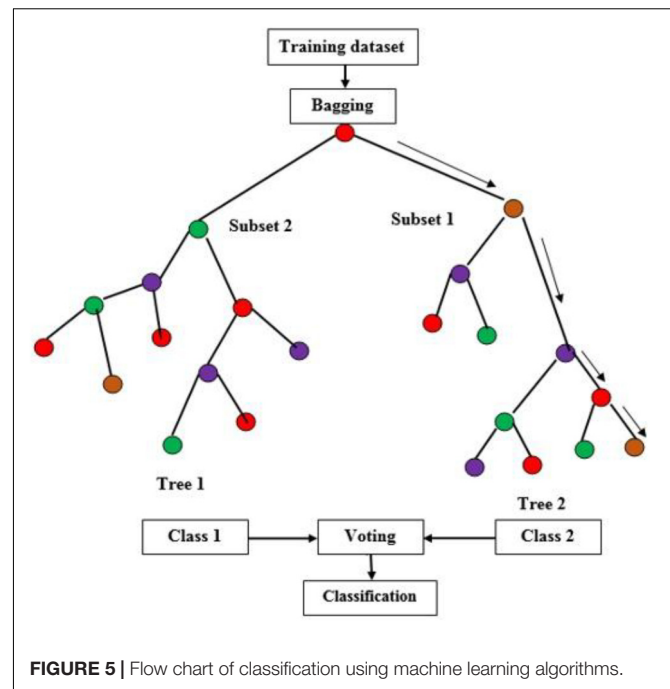 Training dataset
Bagging
Subset 2
Subset 1
Tree 1
Tree 2
Class 1
Voting
Class 2
Classification
FIGURE 5 | Flow chart of classification using machine learning algorithms.